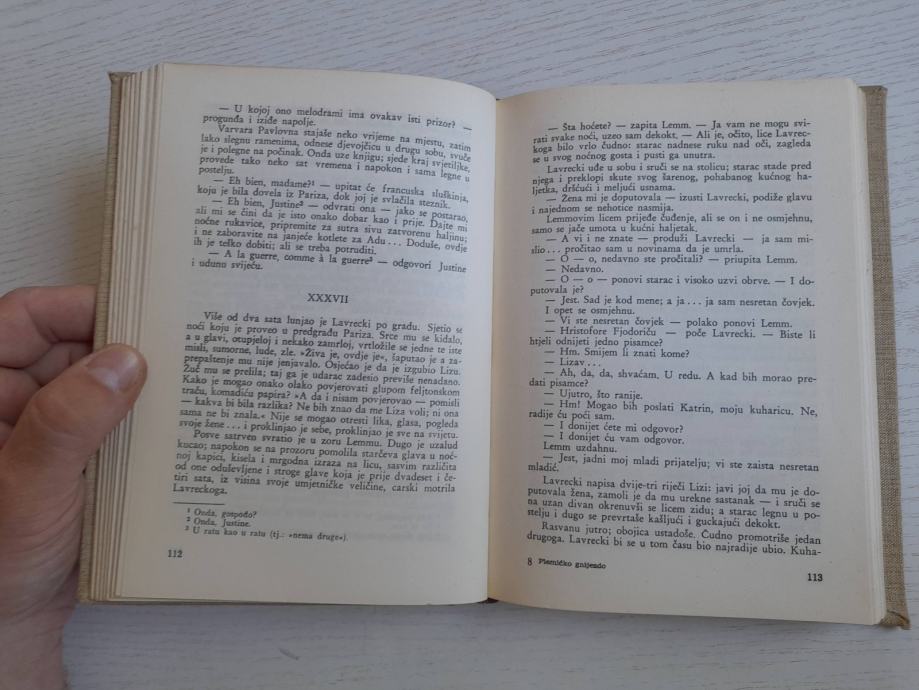 — U kojoj ono melodrami ima ovakav isti prizor? —
progunđa i iziđe napolje.
Varvara Pavlovna stajaše neko vrijeme na mjestu, zatim
lako slegnu ramenima, odnese djevojčicu u drugu sobu, svuče
je i polegne na počinak. Onda uze knjigu; sjede kraj svjetiljke,
provede tako neko sat vremena i napokon i sama legne u
postelju.
— Eh bien, madame?¹ — upitat će francuska sluškinja,
koju je bila dovela iz Pariza, dok joj je svlačila steznik.
— Eh bien, Justine² — odvrati ona — jako se postarao,
ali mi se čini da je isto onako dobar kao i prije. Dajte mi
noćne rukavice, pripremite za sutra sivu zatvorenu haljinu;
i ne zaboravite na janjeće kotlete za Adu... Doduše, ovdje
ih je teško dobiti; ali se treba potruditi.
— A la guerre, comme à la guerre³ — odgovori Justine
i udunu svijeću.
XXXVII
Više od dva sata lunjao je Lavrecki po gradu. Sjetio se
noći koju je proveo u predgrađu Pariza. Srce mu se kidalo,
a u glavi, otupjeloj i nekako zamrloj, vrtložile se jedne te iste
misli, sumorne, lude, zle. »Živa je, ovdje je«, šaputao je a za-
prepaštenje mu nije jenjavalo. Osjećao je da je izgubio Lizu.
Žuč mu se prelila; taj ga je udarac zadesio previše nenadano.
Kako je mogao onako olako povjerovati glupom feljtonskom
traču, komadiću papira? »A da i nisam povjerovao — pomisli
— kakva bi bila razlika? Ne bih znao da me Liza voli; ni ona
sama ne bi znala.« Nije se mogao otresti lika, glasa, pogleda
svoje žene... i proklinjao je sebe, proklinjao je sve na svijetu.
Posve satrven svratio je u zoru Lemmu. Dugo je uzalud
kucao; napokon se na prozoru pomolila starčeva glava u noć-
noj kapici, kisela i mrgodna izraza na licu, sasvim različita
od one oduševljene i stroge glave koja je prije dvadeset i če-
tiri sata, iz visina svoje umjetničke veličine, carski motrila
Lavreckoga.
¹ Onda, gospođo?
² Onda, Justine.
³ U ratu kao u ratu (tj.: »nema druge«).
112
— Šta hoćete? — zapita Lemm. — Ja vam ne mogu svi-
rati svake noći, uzeo sam dekokt. — Ali je, očito, lice Lavrec-
koga bilo vrlo čudno: starac nadnese ruku nad oči, zagleda
se u svog noćnog gosta i pusti ga unutra.
Lavrecki uđe u sobu i sruči se na stolicu; starac stade pred
njega i preklopi skute svog šarenog, pohabanog kućnog ha-
ljetka, dršćući i meljući usnama.
— Žena mi je doputovala — izusti Lavrecki, podiže glavu
i najednom se nehotice nasmija.
Lemmovim licem prijeđe čuđenje, ali se on i ne osmjehnu,
samo se jače umota u kućni haljetak.
— A vi i ne znate — produži Lavrecki — ja sam mi-
slio... pročitao sam u novinama da je umrla.
— O — o, nedavno ste pročitali? — priupita Lemm.
— Nedavno.
— O — o — ponovi starac i visoko uzvi obrve. — I do-
putovala je?
— Jest. Sad je kod mene; a ja... ja sam nesretan čovjek.
I opet se osmjehnu.
— Vi ste nesretan čovjek — polako ponovi Lemm.
— Hristofore Fjodoriču — poče Lavrecki. — Biste li
htjeli odnijeti jedno pisamce?
— Hm. Smijem li znati kome?
— Lizav...
— Ah, da, da, shvaćam. U redu. A kad bih morao pre-
dati pisamce?
— Ujutro, što ranije.
— Hm! Mogao bih poslati Katrin, moju kuharicu. Ne,
radije ću poći sam.
— I donijet ćete mi odgovor?
— I donijet ću vam odgovor.
Lemm uzdahnu.
— Jest, jadni moj mladi prijatelju; vi ste zaista nesretan
mladić.
Lavrecki napisa dvije-tri riječi Lizi: javi joj da mu je do-
putovala žena, zamoli je da mu urekne sastanak — i sruči se
na uzan divan okrenuvši se licem zidu; a starac legnu u po-
stelju i dugo se prevrtaše kašljući i guckajući dekokt.
Rasvanu jutro; obojica ustadoše. Čudno promotriše jedan
drugoga. Lavrecki bi se u tom času bio najradije ubio. Kuha-
8 Plemićko gnijezdo
113